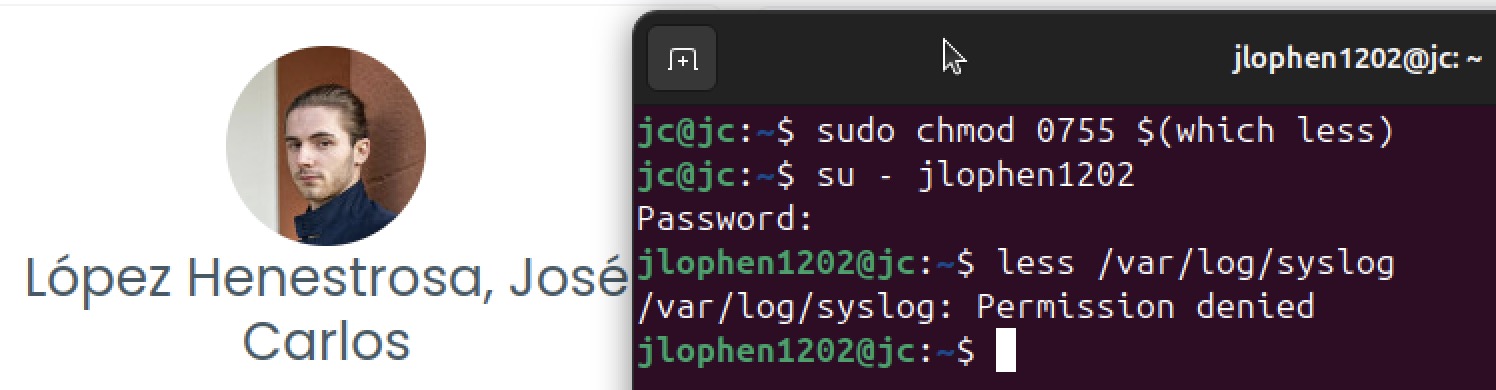 López Henestrosa, José
Carlos
jlophen1202@jc: ~
jc@jc:~$ sudo chmod 0755 $(which less)
jc@jc:~$ su - jlophen1202
Password:
jlophen1202@jc:~$ less /var/log/syslog
/var/log/syslog: Permission denied
jlophen1202@jc:~$